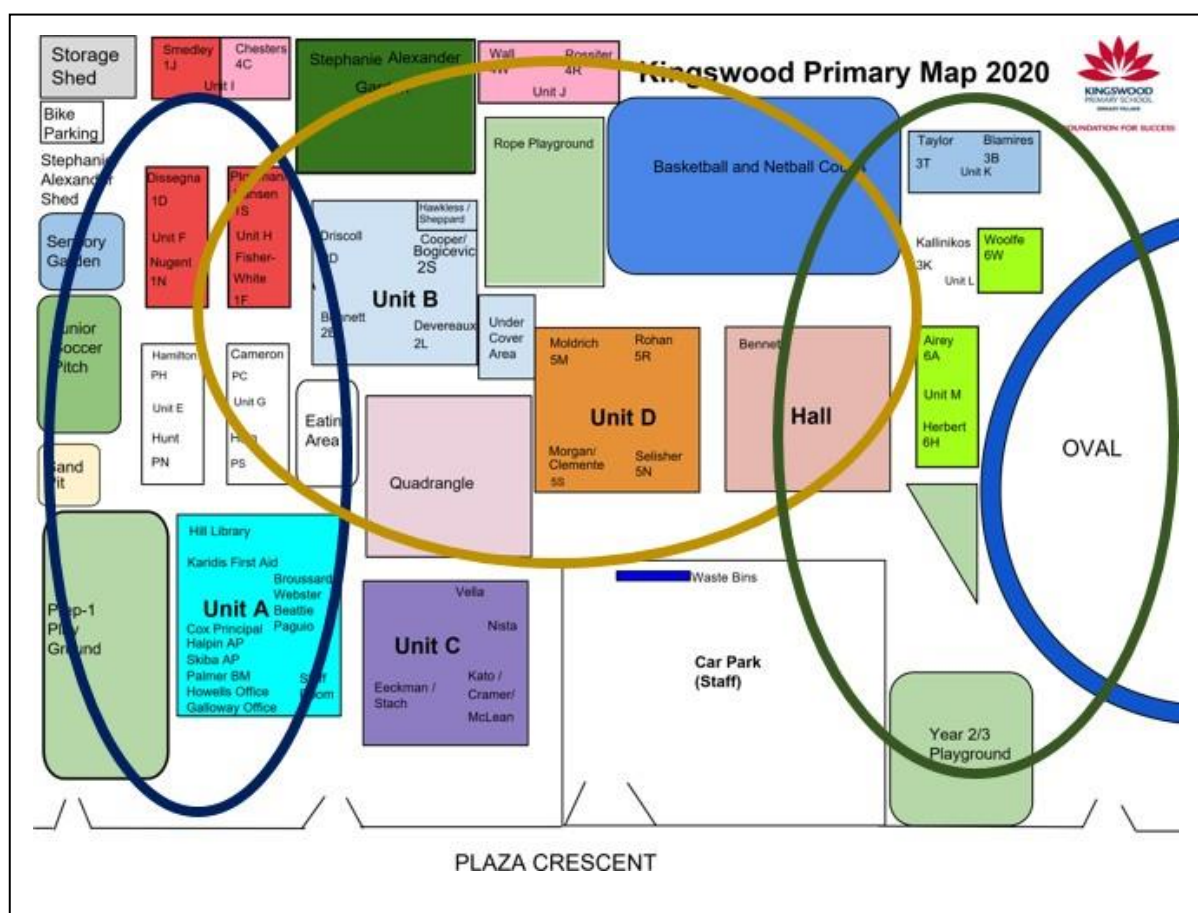 Storage
Shed
Smedley
1J
Chesters
4C
Unit I
Stephanie Alexander
Wall
Rossiter
4R
Unit J
Kingswood Primary Map 2020
KINGSWOOD
PRIMARY SCHOOL
FOUNDATION FOR SUCCESS
Bike
Parking
Stephanie
Alexander
Shed
Dissegna
1D
Unit F
Nugent
1N
1S
Unit H
Fisher-
White
1F
Hawkless /
Sheppard
Driscoll
Cooper/
Bogicevic
2S
Unit B
Devereaux
2L
Rope Playground
Basketball and Netball Court
Taylor
3T
Blamires
3B
Unit K
Sensory
Garden
Kallinikos
3K
Unit L
Woolfe
6W
Junior
Soccer
Pitch
Under
Cover
Area
Hamilton
PH
Unit E
Hunt
PN
Cameron
PC
Unit G
PS
Eating
Area
Moldrich
5M
Rohan
5R
Unit D
Morgan/
Clemente
5S
Selisher
5N
Hall
Airey
6A
Unit M
Herbert
6H
OVAL
Sand
Pit
Quadrangle
Hill Library
Karidis First Aid
Broussard
Webster
Beattie
Paguio
Unit A
Cox Principal
Halpin AP
Skiba AP
Palmer BM
Howells Office
Galloway Office
Staff
Room
Prep-1
Play
Ground
Vella
Nista
Unit C
Eeckman /
Stach
Kato /
Cramer/
McLean
Waste Bins
Car Park
(Staff)
Year 2/3
Playground
PLAZA CRESCENT